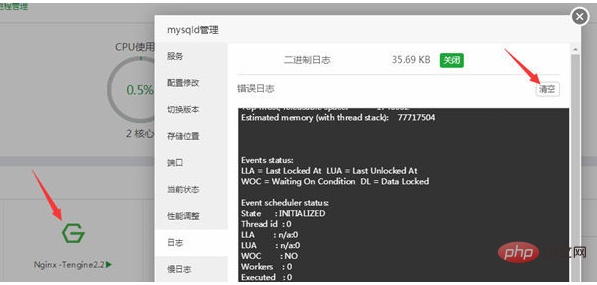 程管理
mysqld管理
CPU使用
0.5%
2 核心
Nginx -Tengine2.2
服务
配置修改
切换版本
存储位置
端口
当前状态
性能调整
日志
慢日志
二进制日志 35.69 KB 关闭
错误日志 清空
Estimated memory (with thread stack): 77717504
Events status:
LLA = Last Locked At LUA = Last Unlocked At
WOC = Waiting On Condition DL = Data Locked
Event scheduler status:
State : INITIALIZED
Thread id : 0
LLA : n/a:0
LUA : n/a:0
WOC : NO
Workers : 0
Executed : 0
php 网